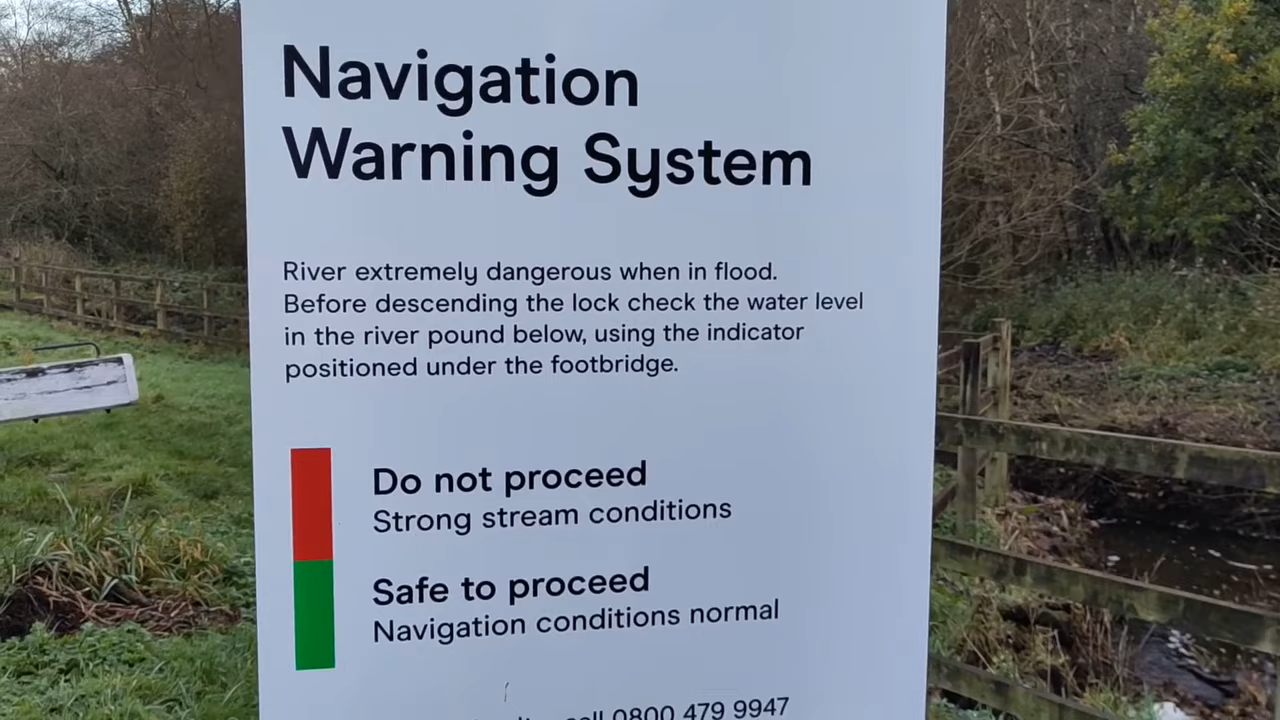 Navigation
Warning System
River extremely dangerous when in flood.
Before descending the lock check the water level
in the river pound below, using the indicator
positioned under the footbridge.
Do not proceed
Strong stream conditions
Safe to proceed
Navigation conditions normal
call 0800 479 9947